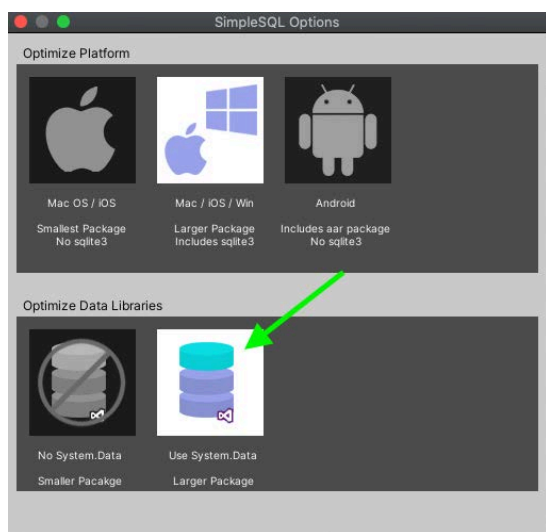 SimpleSQL Options
Optimize Platform
Mac OS / iOS
Smallest Package
No sqlite3
Mac / iOS / Win
Larger Package
Includes sqlite3
Android
Includes aar package
No sqlite3
Optimize Data Libraries
No System.Data
Smaller Pacakge
Use System.Data
Larger Package